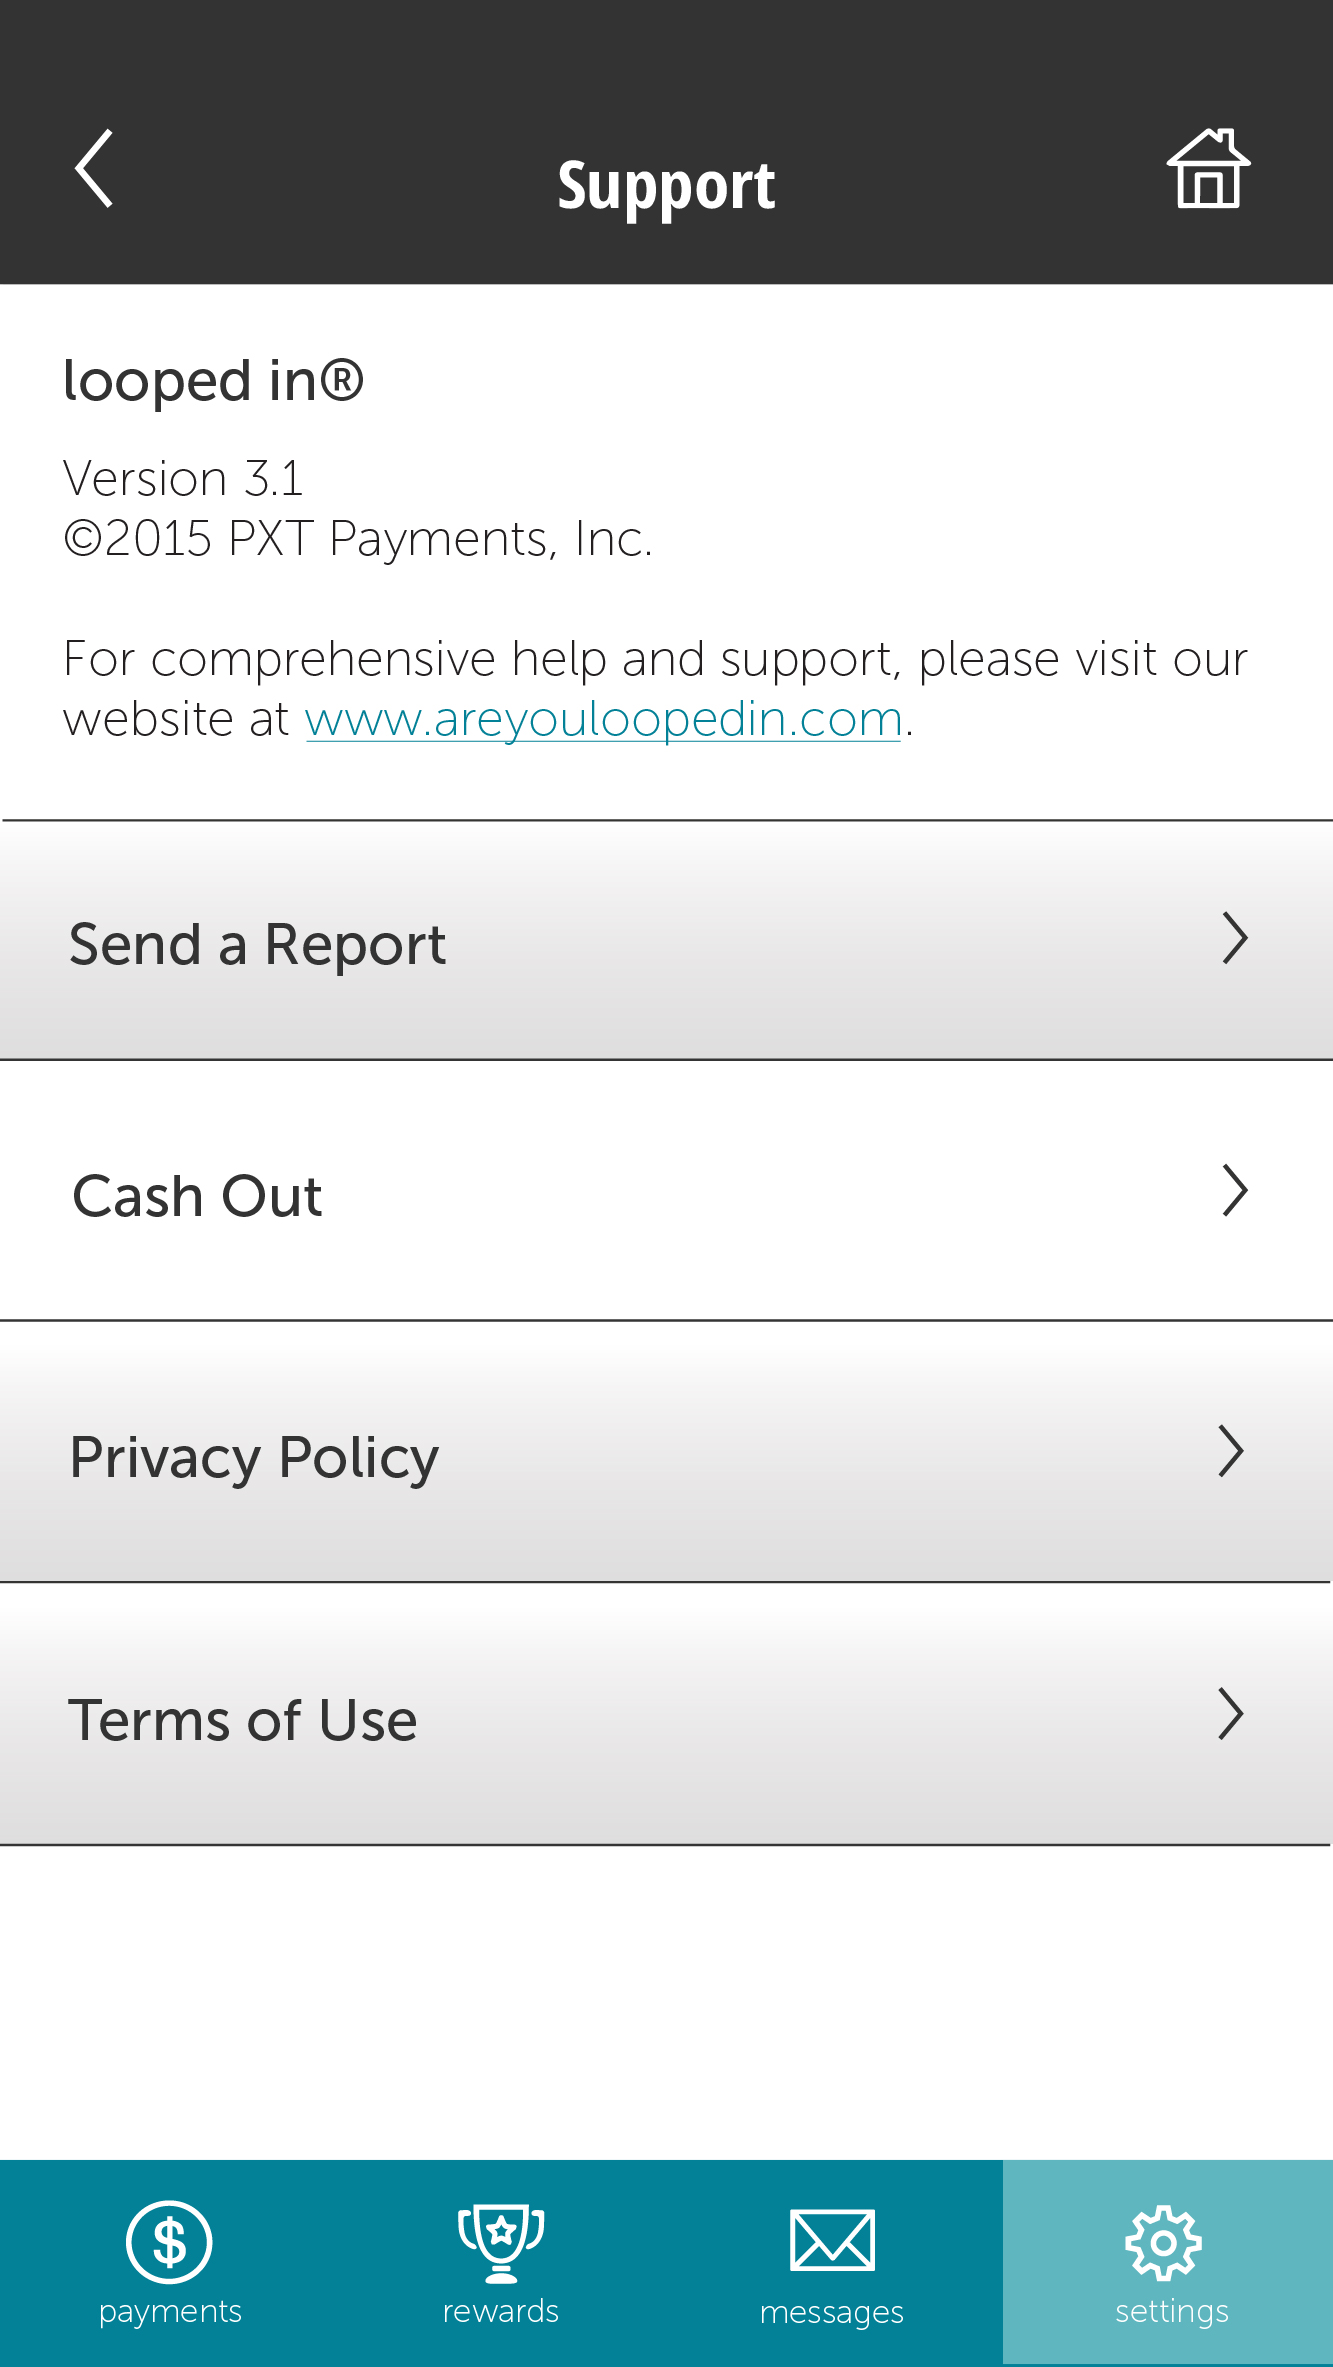 Support
looped in®
Version 3.1
©2015 PXT Payments, Inc.
For comprehensive help and support, please visit our
website at www.areyouloopedin.com.
Send a Report
Cash Out
Privacy Policy
Terms of Use
payments
rewards
messages
settings